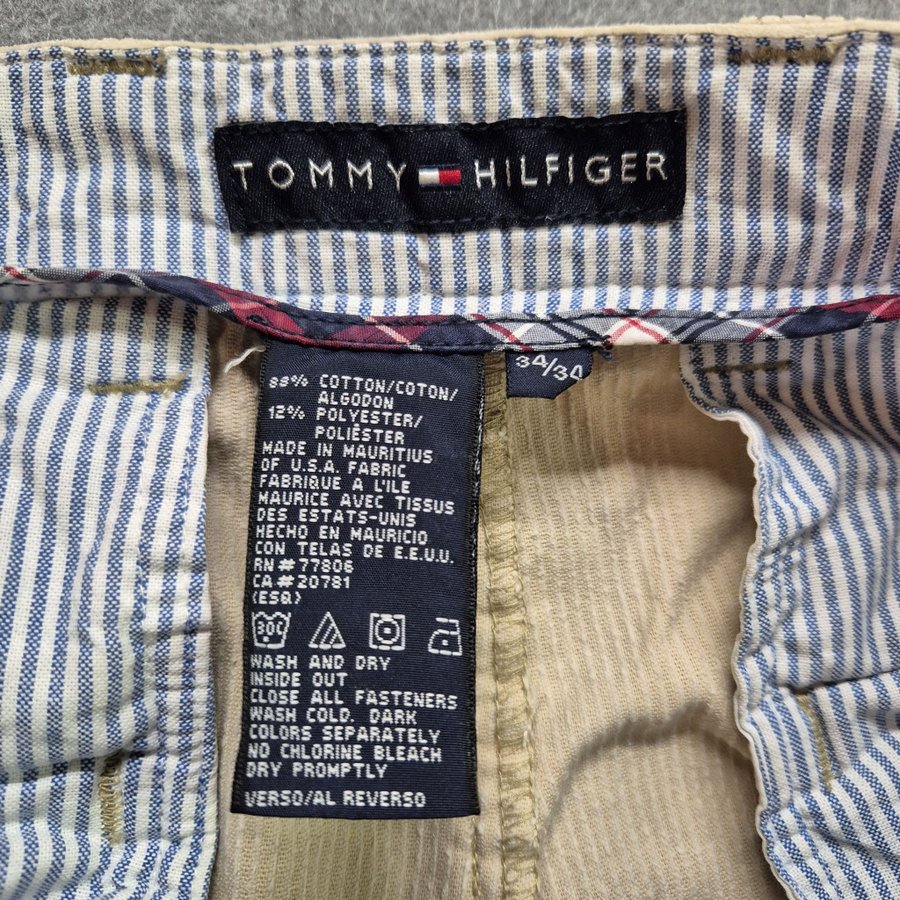 TOMMY HILFIGER
34/34
88% COTTON/COTON/
ALGODON
12% POLYESTER/
POLIÉSTER
MADE IN MAURITIUS
OF U.S.A. FABRIC
FABRIQUE A L'ILE
MAURICE AVEC TISSUS
DES ESTATS-UNIS
HECHO EN MAURICIO
CON TELAS DE E.E.U.U.
RN#77806
CA#20781
(ESQ)
30C
WASH AND DRY
INSIDE OUT
CLOSE ALL FASTENERS
WASH COLD. DARK
COLORS SEPARATELY
NO CHLORINE BLEACH
DRY PROMPTLY
VERSO/AL REVERSO